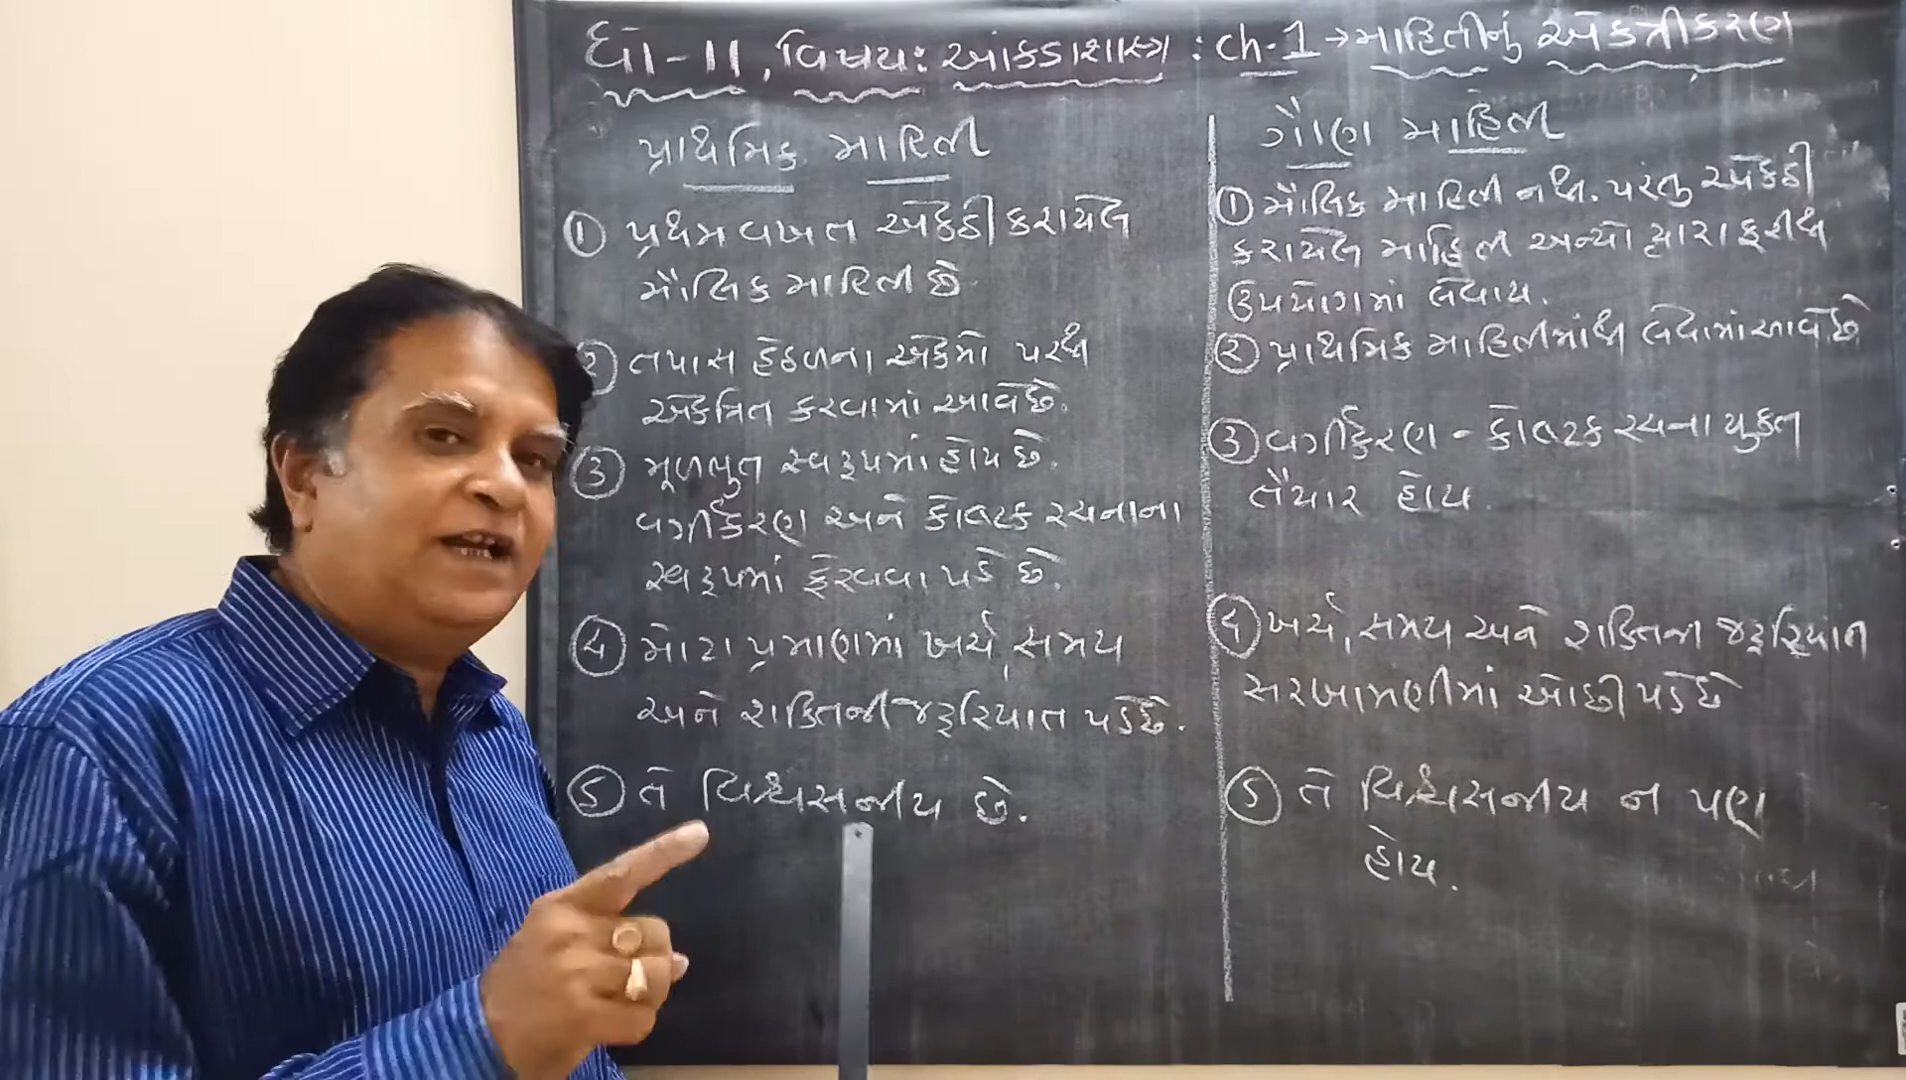 ધો-11, વિષય: આંકડાશાસ્ત્ર : ch.1 → માહિતીનું એકત્રીકરણ
પ્રાથમિક માહિતી
① પ્રથમ વખત એકઠી કરાયેલ
મૌલિક માહિતી છે
② તપાસ હેઠળના એકમો પરથી
એકત્રિત કરવામાં આવે છે.
③ મૂળભુત સ્વરૂપમાં હોય છે.
વર્ગીકરણ અને કોષ્ટક રચનાના
સ્વરૂપમાં ફેરવવા પડે છે.
④ મોટા પ્રમાણમાં ખર્ચ, સમય
અને શક્તિની જરૂરિયાત પડે છે.
⑤ તે વિશ્વસનીય છે.
ગૌણ માહિતી
① મૌલિક માહિતી નથી. પરંતુ એકઠી
કરાયેલ માહિતી અન્યો દ્વારા ફરીથી
ઉપયોગમાં લેવાય.
② પ્રાથમિક માહિતીમાંથી લેવામાં આવે છે
③ વર્ગીકરણ - કોષ્ટક રચના યુક્ત
તૈયાર હોય.
④ ખર્ચ, સમય અને શક્તિની જરૂરિયાત
સરખામણીમાં ઓછી પડે છે
⑤ તે વિશ્વસનીય ન પણ
હોય.